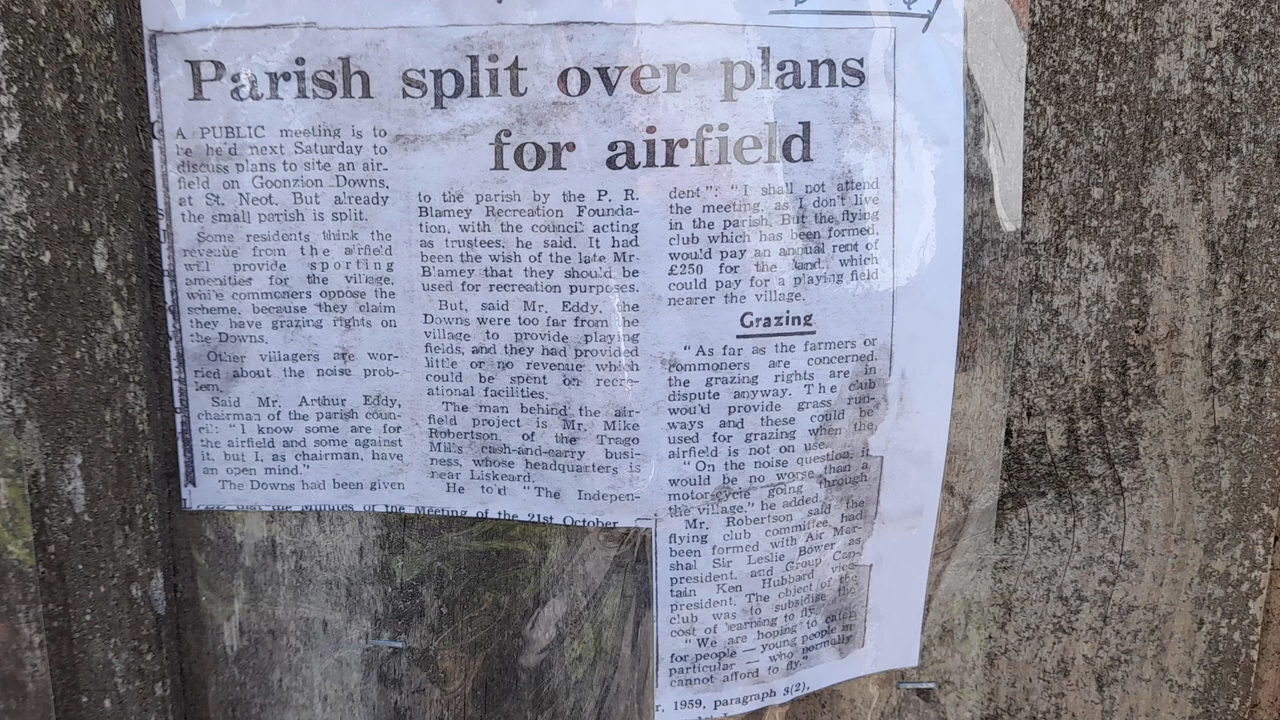 Parish split over plans
for airfield
A PUBLIC meeting is to
be held next Saturday to
discuss plans to site an air-
field on Goonzion Downs,
at St. Neot. But already
the small parish is split.
Some residents think the
revenue from the airfield
will provide sporting
amenities for the village,
while commoners oppose the
scheme, because they claim
they have grazing rights on
the Downs.
Other villagers are wor-
ried about the noise prob-
lem.
Said Mr. Arthur Eddy,
chairman of the parish coun-
cil: "I know some are for
the airfield and some against
it, but I, as chairman, have
an open mind."
The Downs had been given
to the parish by the P. R.
Blamey Recreation Founda-
tion, with the council acting
as trustees, he said. It had
been the wish of the late Mr.
Blamey that they should be
used for recreation purposes.
But, said Mr. Eddy, the
Downs were too far from the
village to provide playing
fields, and they had provided
little or no revenue which
could be spent on recre-
ational facilities.
The man behind the air-
field project is Mr. Mike
Robertson, of the Trago
Mills cash-and-carry busi-
ness, whose headquarters is
near Liskeard.
He told "The Indepen-
dent": "I shall not attend
the meeting, as I don't live
in the parish. But the flying
club which has been formed,
would pay an annual rent of
£250 for the land, which
could pay for a playing field
nearer the village.
Grazing
"As far as the farmers or
commoners are concerned,
the grazing rights are in
dispute anyway. The club
would provide grass run-
ways and these could be
used for grazing when the
airfield is not on use.
"On the noise question, it
would be no worse than a
motor-cycle going through
the village," he added.
Mr. Robertson said the
flying club committee had
been formed with Air Mar-
shal Sir Leslie Bower as
president, and Group Cap-
tain Ken Hubbard vice-
president. The object of the
club was to subsidise the
cost of learning to fly.
"We are hoping to cater
for people — young people in
particular — who normally
cannot afford to fly."
that the Minutes of the Meeting of the 21st October
r, 1959, paragraph 3(2),